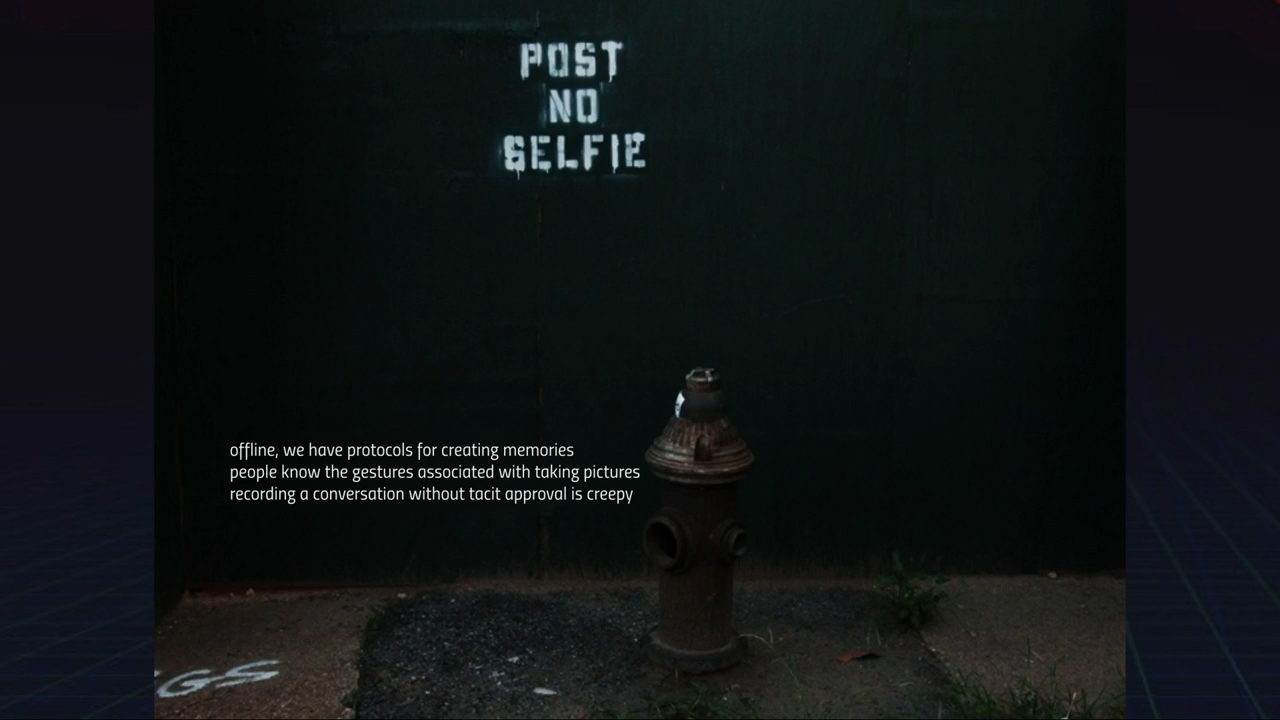 POST
NO
SELFIE
offline, we have protocols for creating memories
people know the gestures associated with taking pictures
recording a conversation without tacit approval is creepy
GS